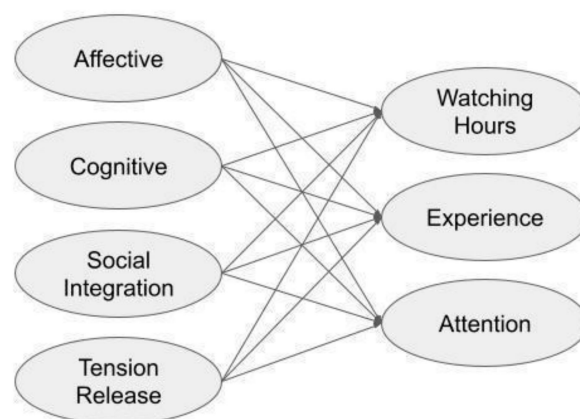 Affective
Cognitive
Social
Integration
Tension
Release
Watching
Hours
Experience
Attention